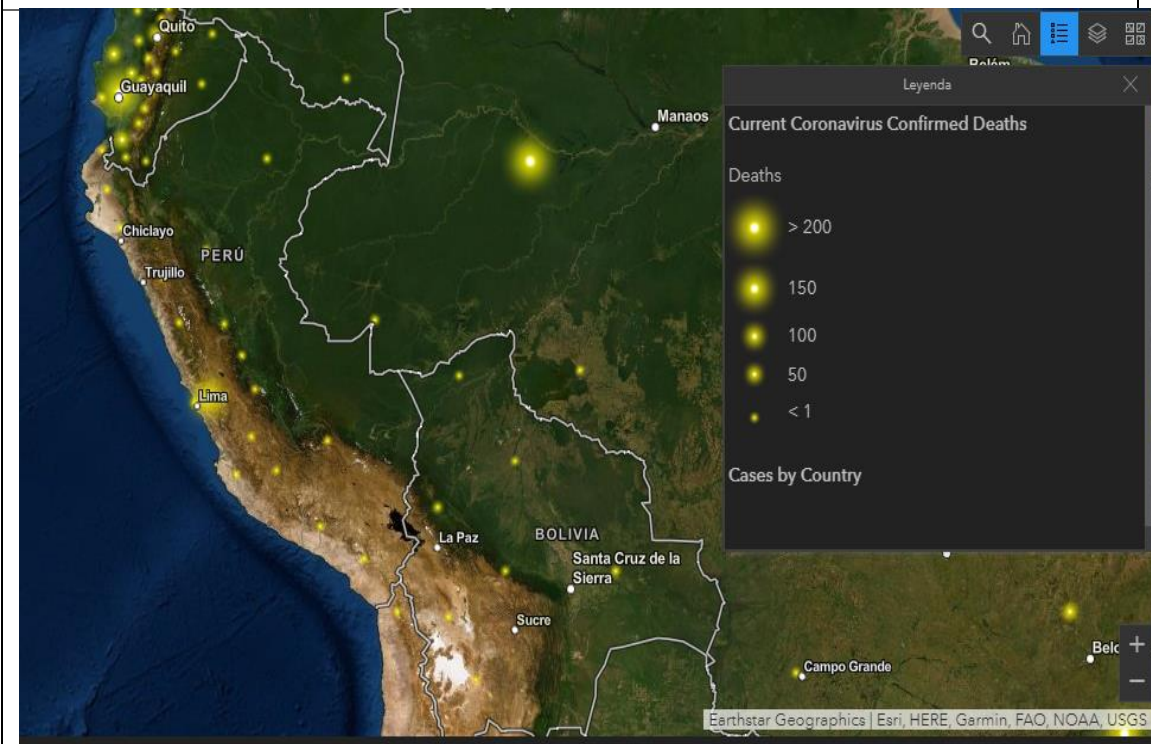 Quito
Guayaquil
Manaos
Chiclayo
PERÚ
Trujillo
Lima
La Paz
BOLIVIA
Santa Cruz de la
Sierra
Sucre
Campo Grande
Leyenda
Current Coronavirus Confirmed Deaths
Deaths
> 200
150
100
50
< 1
Cases by Country
+
−
Earthstar Geographics | Esri, HERE, Garmin, FAO, NOAA, USGS